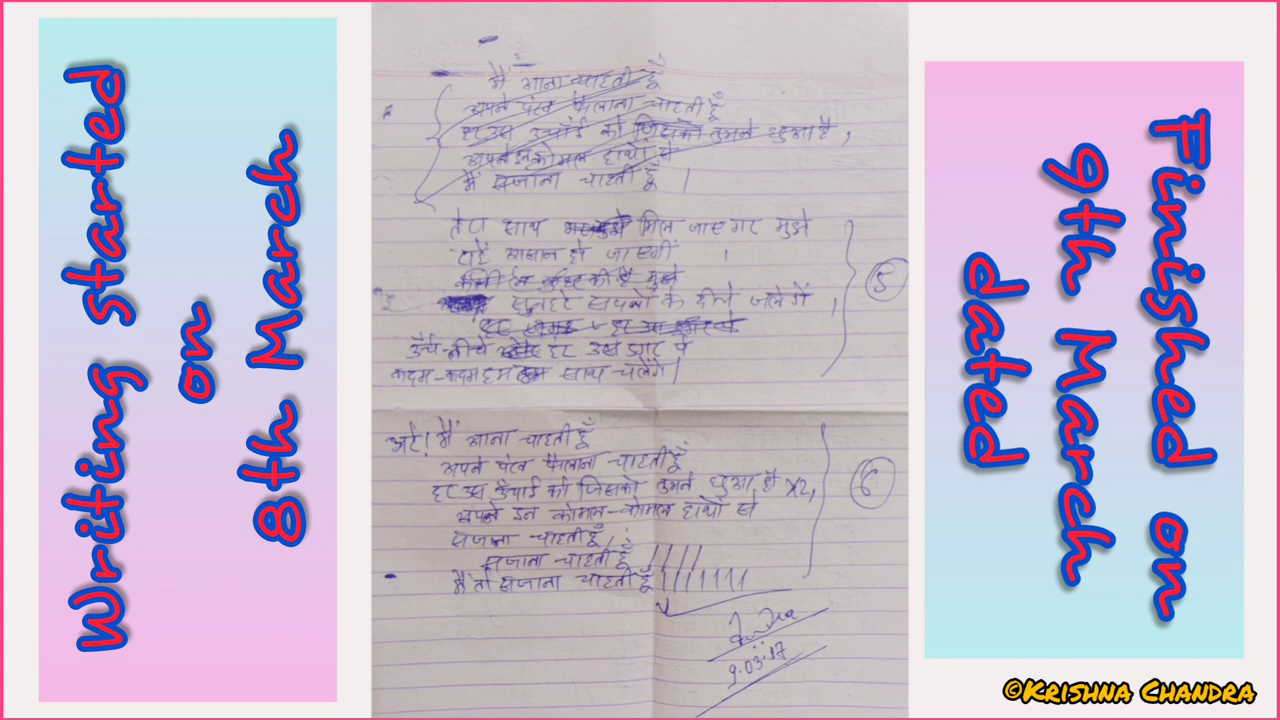 Writing started
on
8th March
मैं आना चाहती हूँ
अपने पंख फैलाना चाहती हूँ
हर उस ऊंचाई को जिसको तुमने छुआ है,
अपने इन कोमल हाथों से
मैं सजाना चाहती हूँ ।
तेरा साथ मिल जाए गर मुझे
राहें आसान हो जाएगीं ।
की है मुझे
सुनहरे सपनों के दीये जलेगें ,
ऊँचे-नीचे हर उस डगर पे
कदम-कदम हम साथ चलेंगे।
5
अरे! मैं आना चाहती हूँ
अपने पंख फैलाना चाहती हूँ
हर उस ऊँचाई को जिसको तुमने छुआ है X2,
अपने इन कोमल-कोमल हाथों से
सजाना चाहती हूँ,
सजाना चाहती हूँ ।।।।
मैं तो सजाना चाहती हूँ ।।।।।।।।
6
9.03.17
Finished on
9th March
dated
©Krishna Chandra